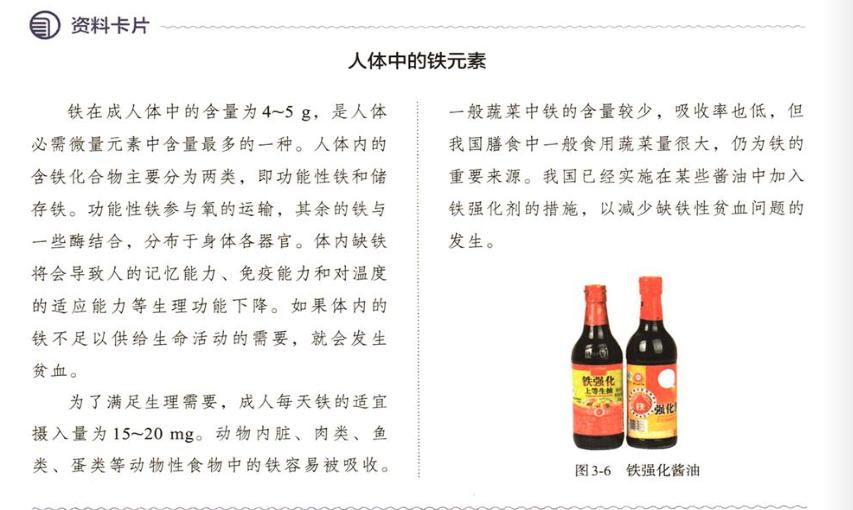 资料卡片
人体中的铁元素
铁在成人体中的含量为4~5 g，是人体
必需微量元素中含量最多的一种。人体内的
含铁化合物主要分为两类，即功能性铁和储
存铁。功能性铁参与氧的运输，其余的铁与
一些酶结合，分布于身体各器官。体内缺铁
将会导致人的记忆能力、免疫能力和对温度
的适应能力等生理功能下降。如果体内的
铁不足以供给生命活动的需要，就会发生
贫血。
为了满足生理需要，成人每天铁的适宜
摄入量为15~20 mg。动物内脏、肉类、鱼
类、蛋类等动物性食物中的铁容易被吸收。
一般蔬菜中铁的含量较少，吸收率也低，但
我国膳食中一般食用蔬菜量很大，仍为铁的
重要来源。我国已经实施在某些酱油中加入
铁强化剂的措施，以减少缺铁性贫血问题的
发生。
铁强化
上等生抽
强化
图3-6 铁强化酱油